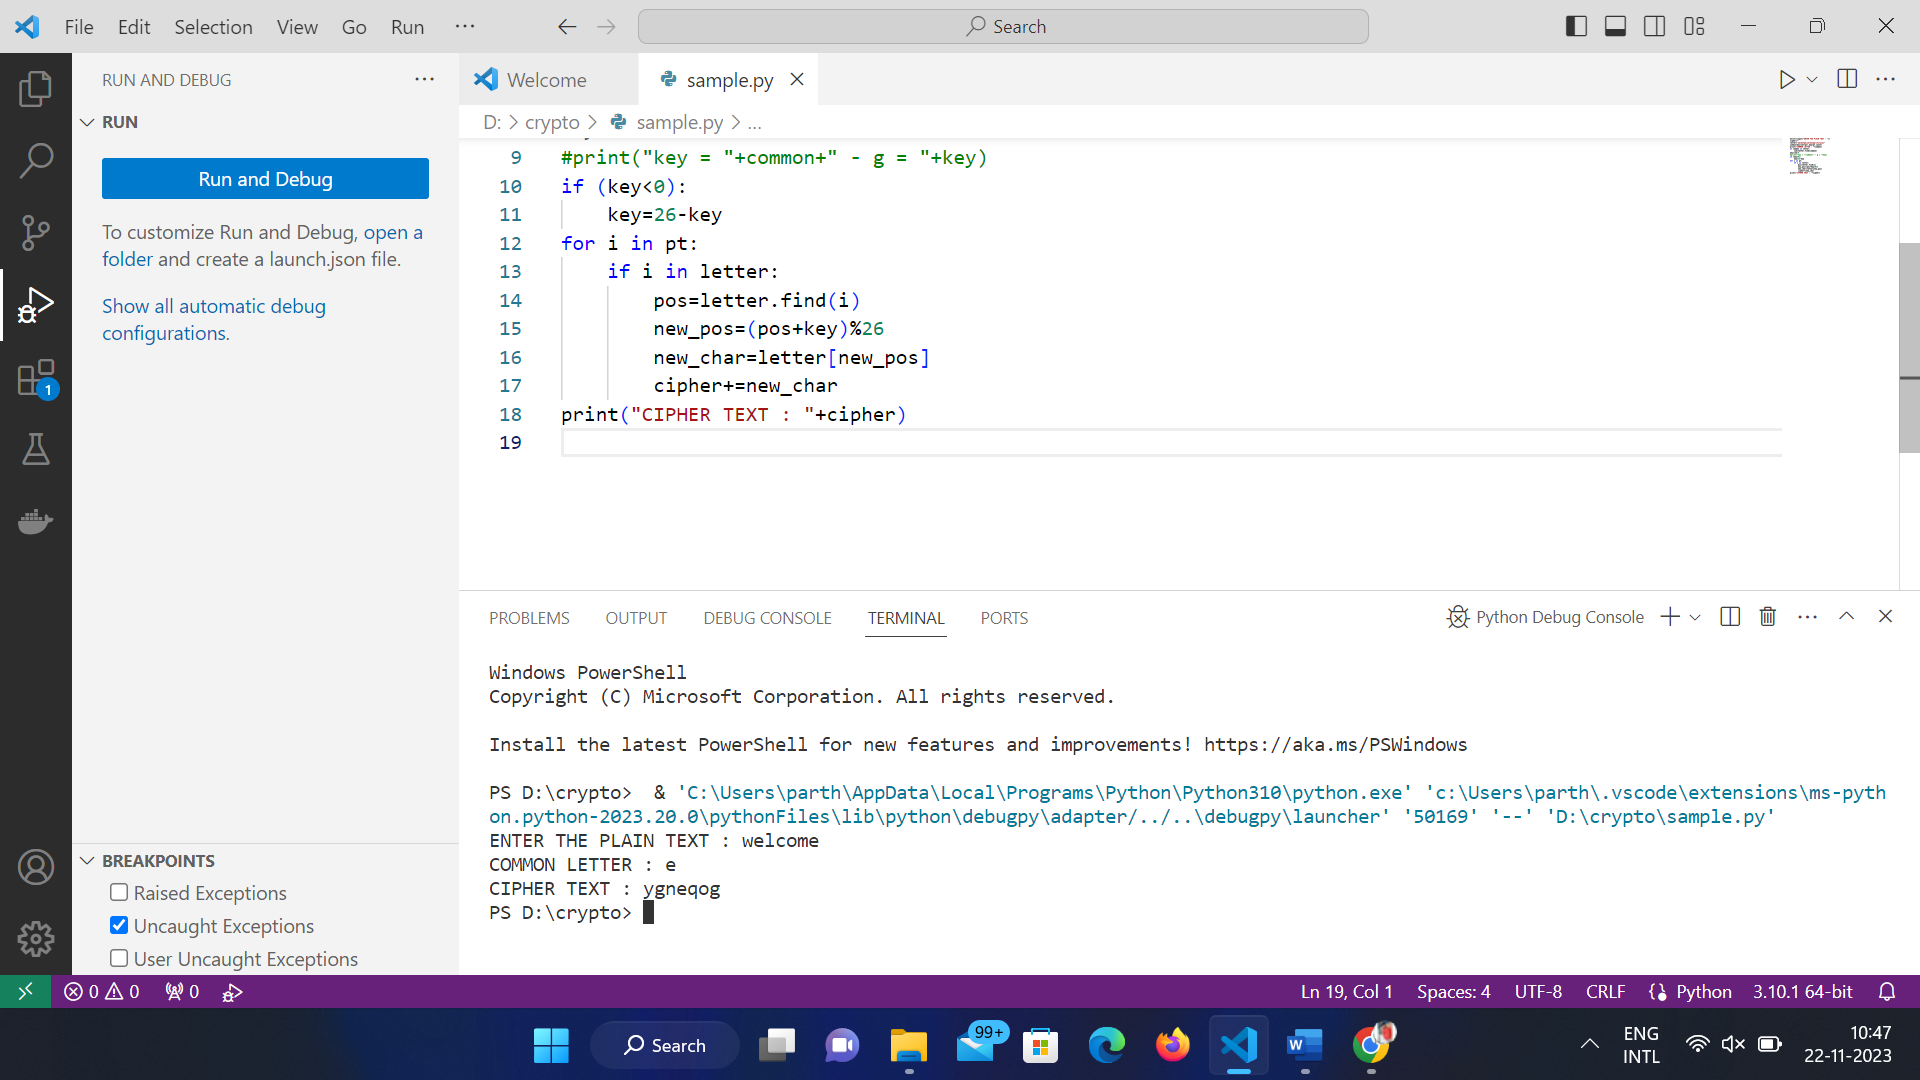 File Edit Selection View Go Run ··· Search
RUN AND DEBUG ···
Welcome
sample.py
RUN
D: > crypto > sample.py > ...
Run and Debug
To customize Run and Debug, open a
folder and create a launch.json file.
Show all automatic debug
configurations.
1
9 #print("key = "+common+" - g = "+key)
10 if (key<0):
11 key=26-key
12 for i in pt:
13 if i in letter:
14 pos=letter.find(i)
15 new_pos=(pos+key)%26
16 new_char=letter[new_pos]
17 cipher+=new_char
18 print("CIPHER TEXT : "+cipher)
19
PROBLEMS OUTPUT DEBUG CONSOLE TERMINAL PORTS Python Debug Console
Windows PowerShell
Copyright (C) Microsoft Corporation. All rights reserved.
Install the latest PowerShell for new features and improvements! https://aka.ms/PSWindows
PS D:\crypto>  & 'C:\Users\parth\AppData\Local\Programs\Python\Python310\python.exe' 'c:\Users\parth\.vscode\extensions\ms-pyth
on.python-2023.20.0\pythonFiles\lib\python\debugpy\adapter/../..\debugpy\launcher' '50169' '--' 'D:\crypto\sample.py'
ENTER THE PLAIN TEXT : welcome
COMMON LETTER : e
CIPHER TEXT : ygneqog
PS D:\crypto>
BREAKPOINTS
Raised Exceptions
Uncaught Exceptions
User Uncaught Exceptions
0 0 0 Ln 19, Col 1 Spaces: 4 UTF-8 CRLF Python 3.10.1 64-bit
Search
99+
ENG
INTL
10:47
22-11-2023